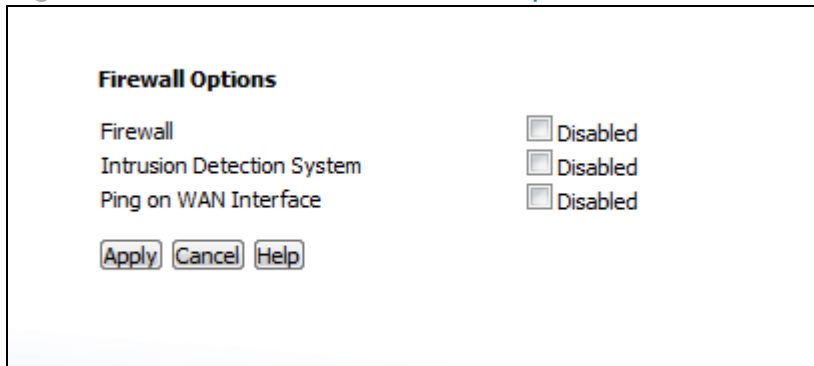 Firewall Options
Firewall Disabled
Intrusion Detection System Disabled
Ping on WAN Interface Disabled
Apply Cancel Help